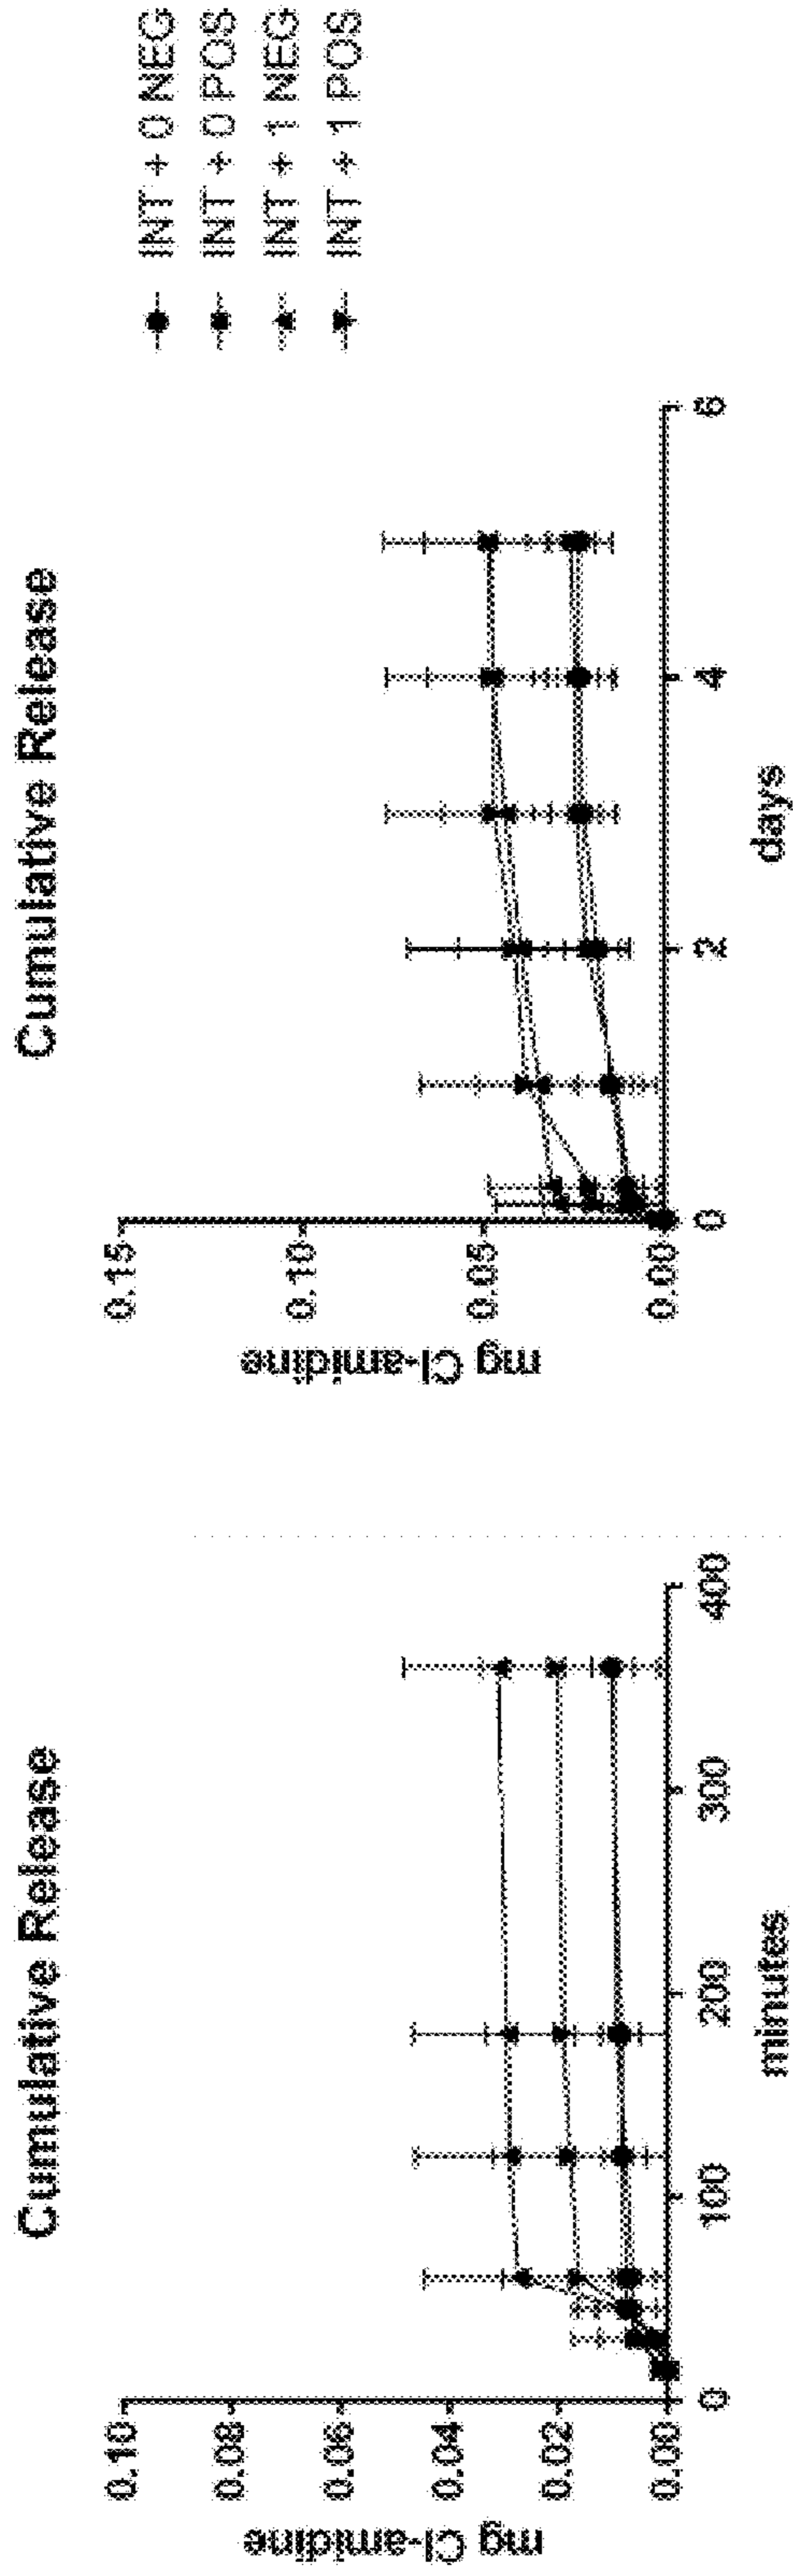 Cumulative Release
mg Cl-amidine
0.10
0.08
0.06
0.04
0.02
0.00
0
100
200
300
400
minutes
Cumulative Release
mg Cl-amidine
0.15
0.10
0.05
0.00
0
2
4
6
days
INT + 0 NEG
INT + 0 POS
INT + 1 NEG
INT + 1 POS